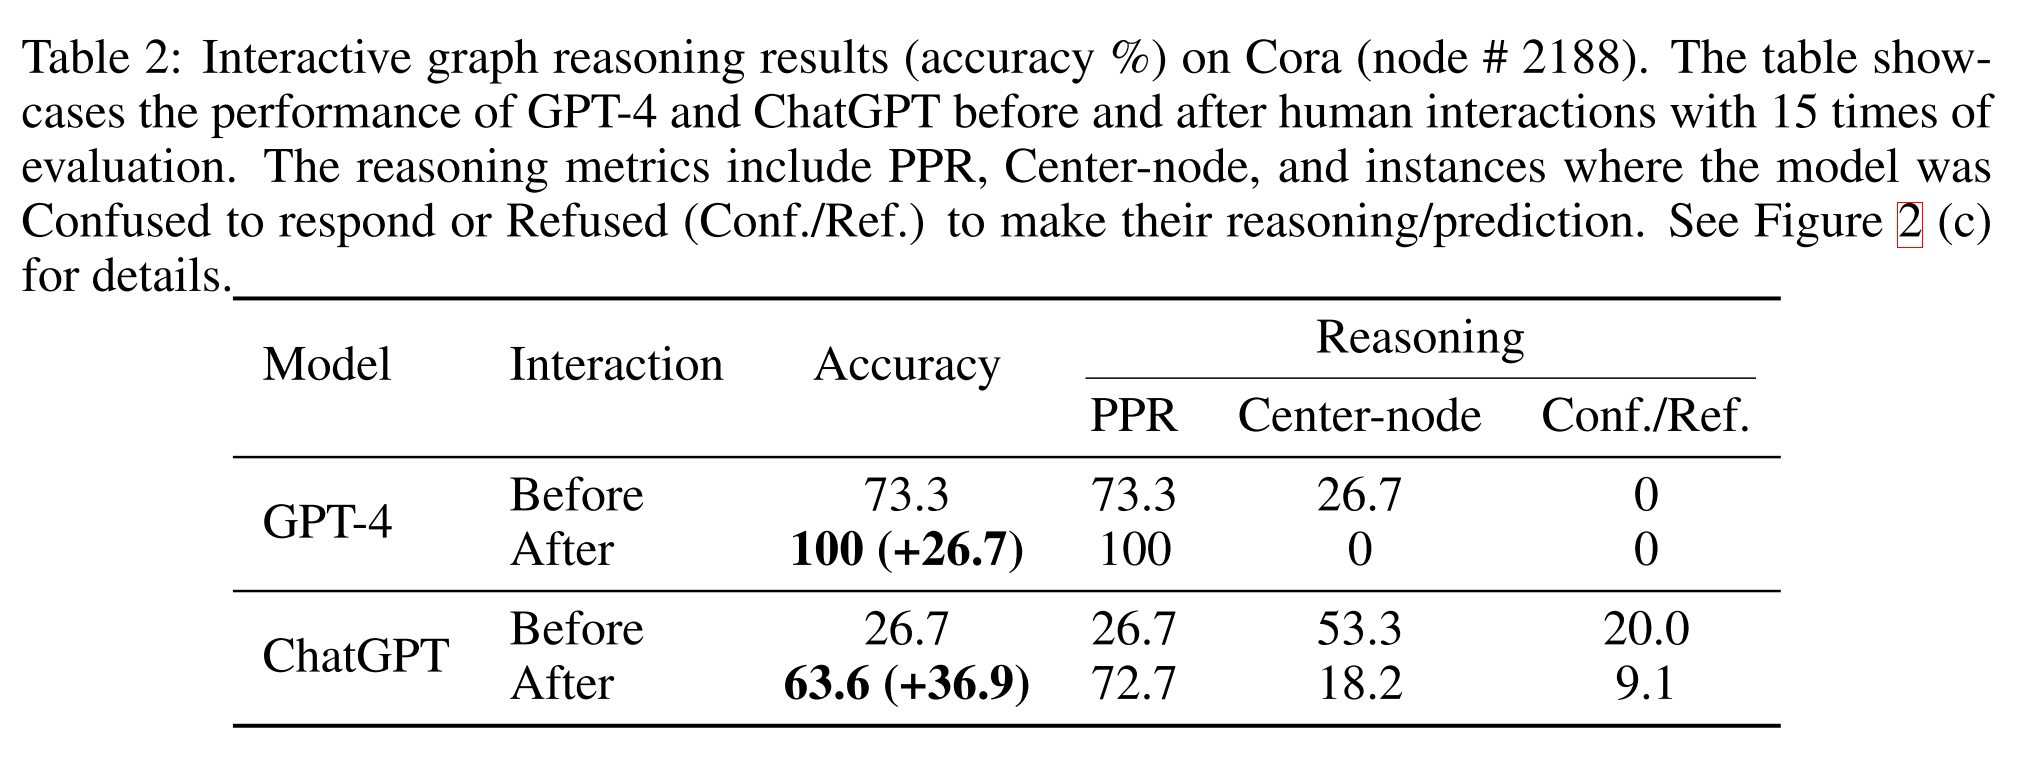 Table 2: Interactive graph reasoning results (accuracy %) on Cora (node # 2188). The table show-
cases the performance of GPT-4 and ChatGPT before and after human interactions with 15 times of
evaluation. The reasoning metrics include PPR, Center-node, and instances where the model was
Confused to respond or Refused (Conf./Ref.) to make their reasoning/prediction. See Figure 2 (c)
for details.
Reasoning
Model Interaction Accuracy
PPR Center-node Conf./Ref.
Before 73.3 73.3 26.7 0
GPT-4
After 100 (+26.7) 100 0 0
Before 26.7 26.7 53.3 20.0
ChatGPT
After 63.6 (+36.9) 72.7 18.2 9.1